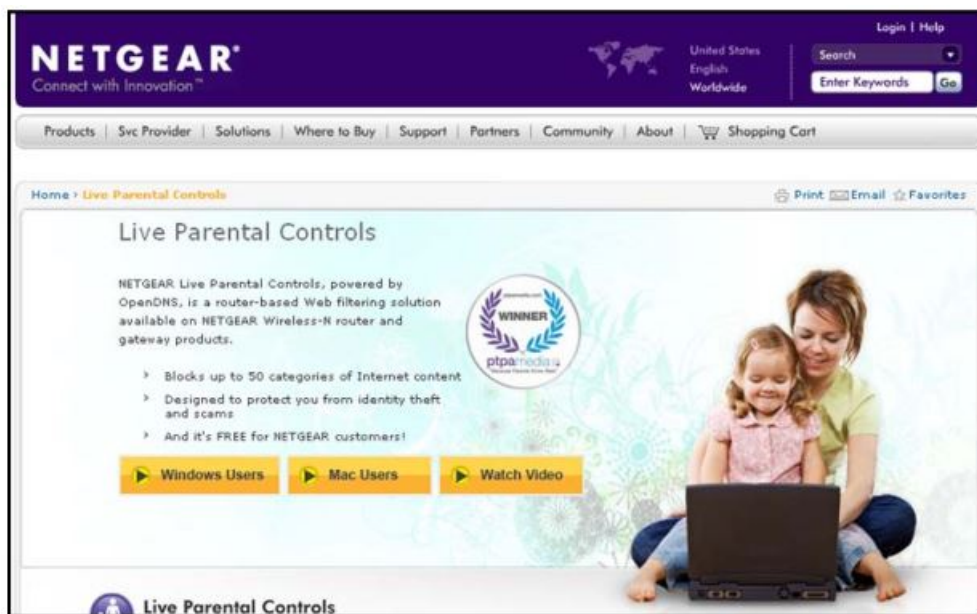 Login | Help
NETGEAR®
Connect with Innovation™
United States
English
Worldwide
Search
Enter Keywords Go
Products | Svc Provider | Solutions | Where to Buy | Support | Partners | Community | About | Shopping Cart
Home › Live Parental Controls
Print Email Favorites
Live Parental Controls
NETGEAR Live Parental Controls, powered by
OpenDNS, is a router-based Web filtering solution
available on NETGEAR Wireless-N router and
gateway products.
WINNER
ptpamedia
› Blocks up to 50 categories of Internet content
› Designed to protect you from identity theft
and scams
› And it's FREE for NETGEAR customers!
Windows Users Mac Users Watch Video
Live Parental Controls